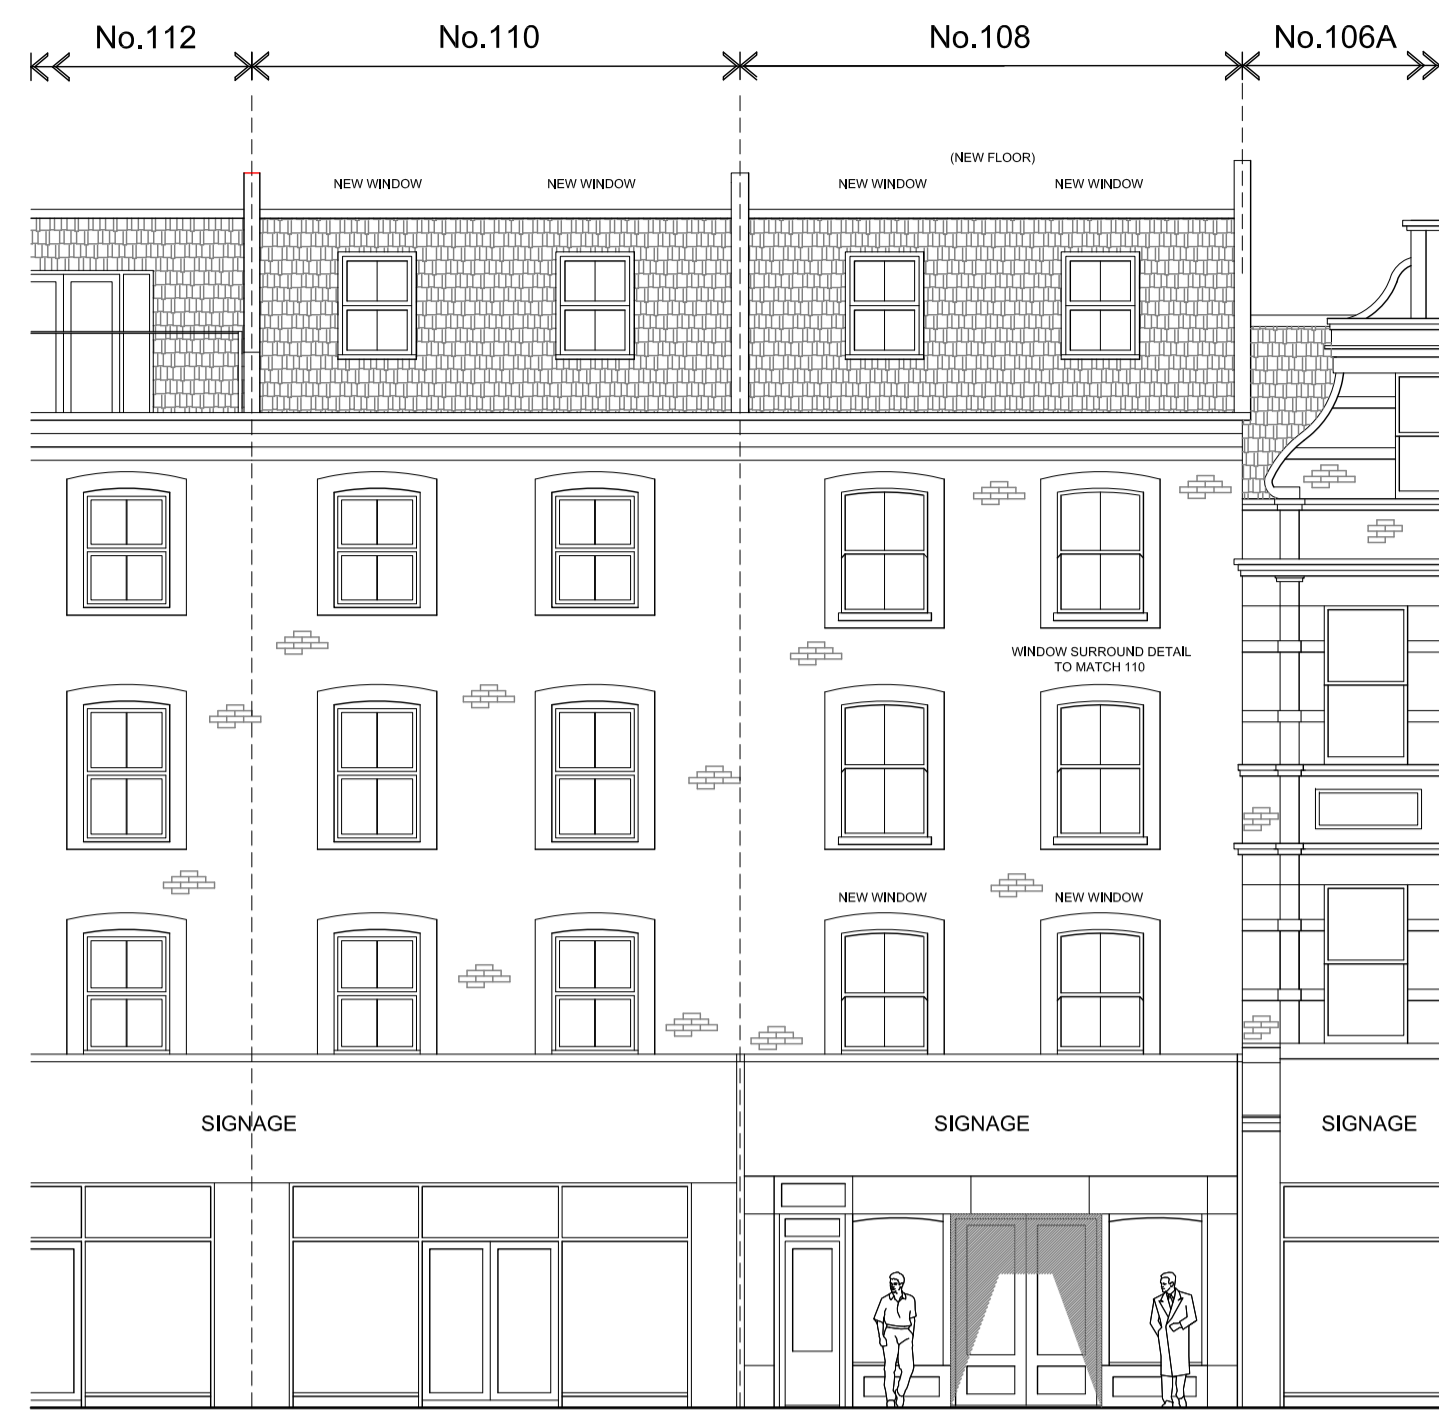 No.112
No.110
No.108
No.106A
(NEW FLOOR)
NEW WINDOW
NEW WINDOW
NEW WINDOW
NEW WINDOW
WINDOW SURROUND DETAIL
TO MATCH 110
NEW WINDOW
NEW WINDOW
SIGNAGE
SIGNAGE
SIGNAGE